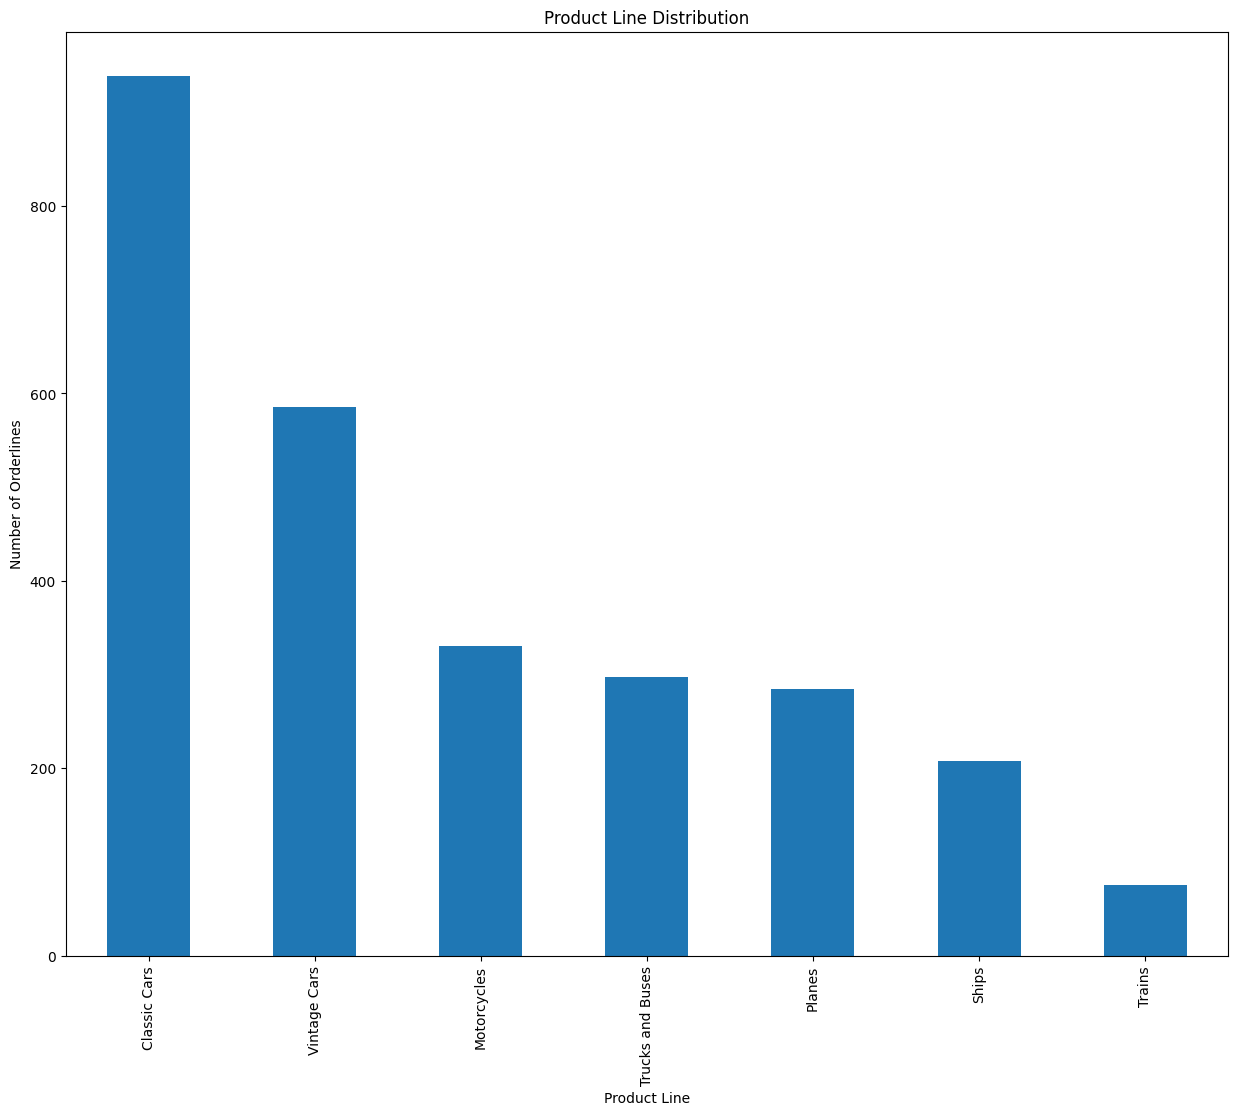 Product Line Distribution
Number of Orderlines
800
600
400
200
0
Classic Cars
Vintage Cars
Motorcycles
Trucks and Buses
Planes
Ships
Trains
Product Line